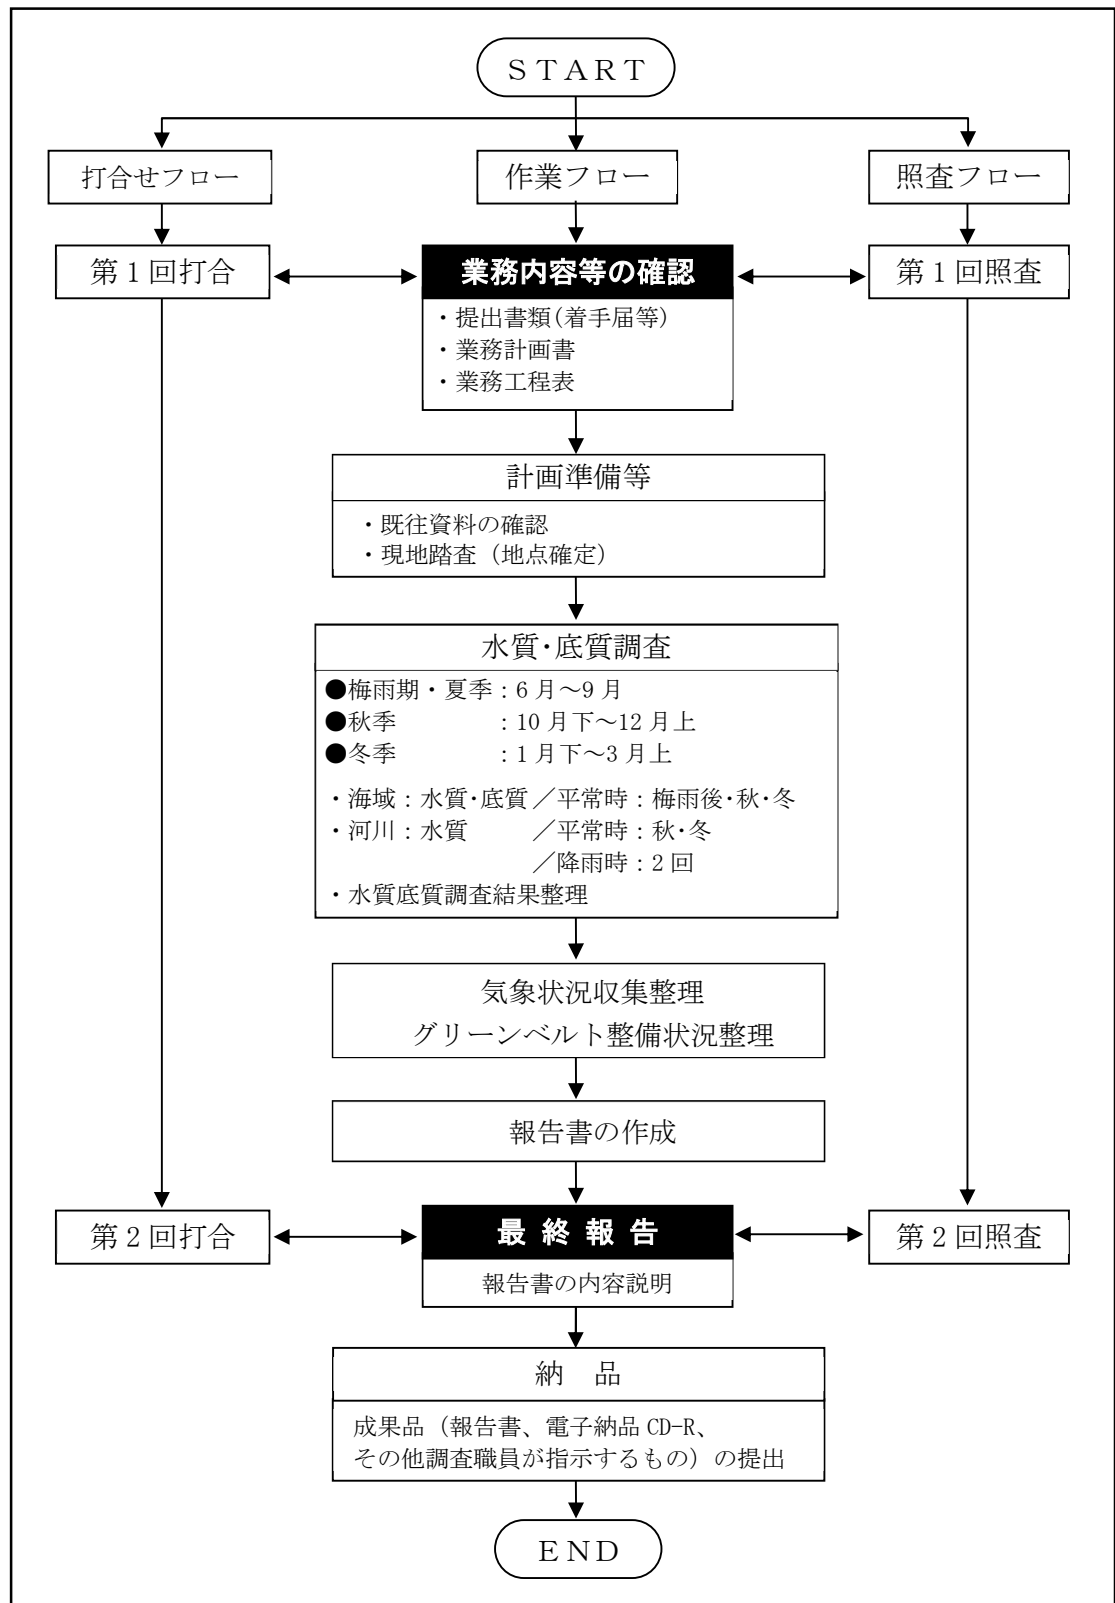 ＳＴＡＲＴ
打合せフロー
作業フロー
照査フロー
第１回打合
業務内容等の確認
第１回照査
・提出書類(着手届等)
・業務計画書
・業務工程表
計画準備等
・既往資料の確認
・現地踏査（地点確定）
水質･底質調査
●梅雨期・夏季：6 月～9 月
●秋季　　　　：10 月下～12 月上
●冬季　　　　：1 月下～3 月上
・海域：水質･底質／平常時：梅雨後･秋･冬
・河川：水質　　　／平常時：秋･冬
／降雨時：2 回
・水質底質調査結果整理
気象状況収集整理
グリーンベルト整備状況整理
報告書の作成
第２回打合
最 終 報 告
第２回照査
報告書の内容説明
納　品
成果品（報告書、電子納品 CD-R、
その他調査職員が指示するもの）の提出
ＥＮＤ